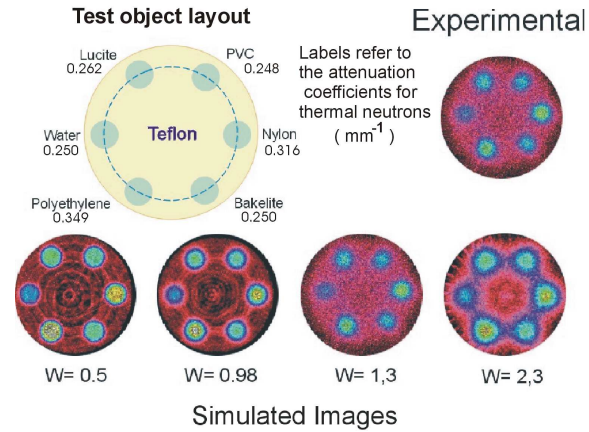 Test object layout
Experimental
Lucite
0.262
PVC
0.248
Labels refer to
the attenuation
coefficients for
thermal neutrons
( mm-1 )
Water
0.250
Teflon
Nylon
0.316
Polyethylene
0.349
Bakelite
0.250
W= 0.5
W= 0.98
W= 1,3
W= 2,3
Simulated Images